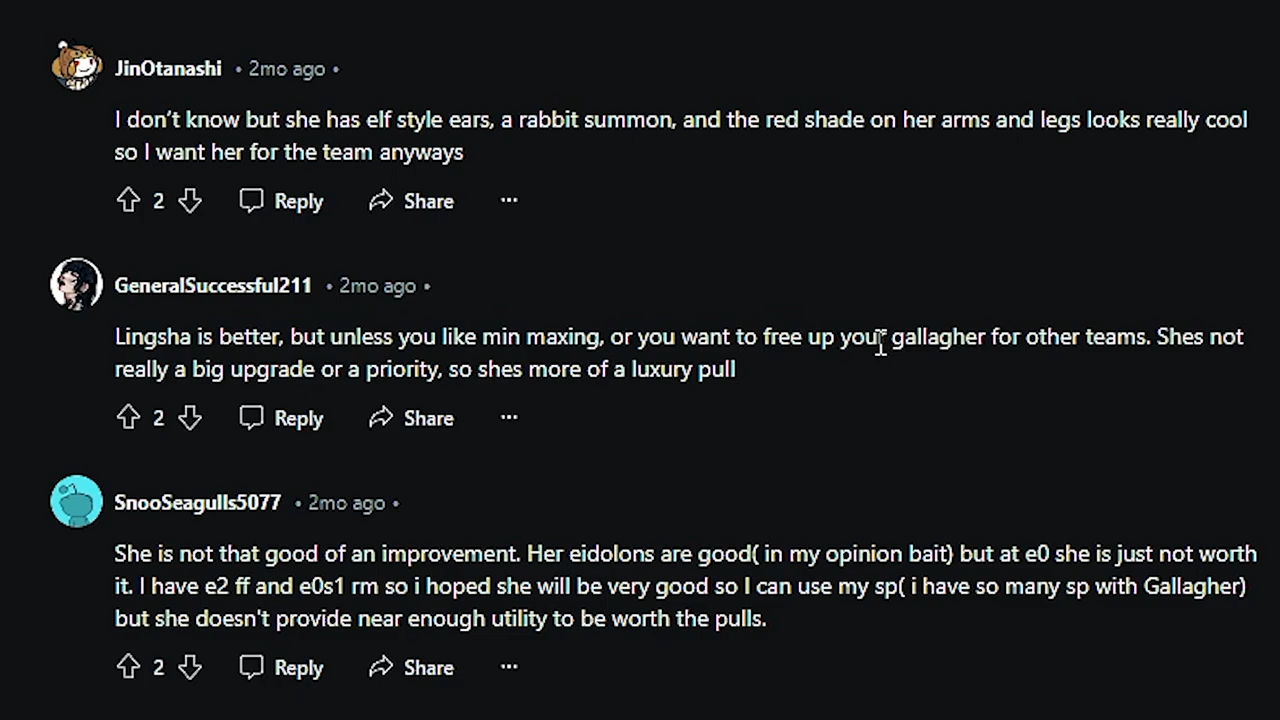 JinOtanashi • 2mo ago •
I don’t know but she has elf style ears, a rabbit summon, and the red shade on her arms and legs looks really cool
so I want her for the team anyways
2 Reply Share ...
GeneralSuccessful211 • 2mo ago •
Lingsha is better, but unless you like min maxing, or you want to free up your gallagher for other teams. Shes not
really a big upgrade or a priority, so shes more of a luxury pull
2 Reply Share ...
SnooSeagulls5077 • 2mo ago •
She is not that good of an improvement. Her eidolons are good( in my opinion bait) but at e0 she is just not worth
it. I have e2 ff and e0s1 rm so i hoped she will be very good so I can use my sp( i have so many sp with Gallagher)
but she doesn't provide near enough utility to be worth the pulls.
2 Reply Share ...